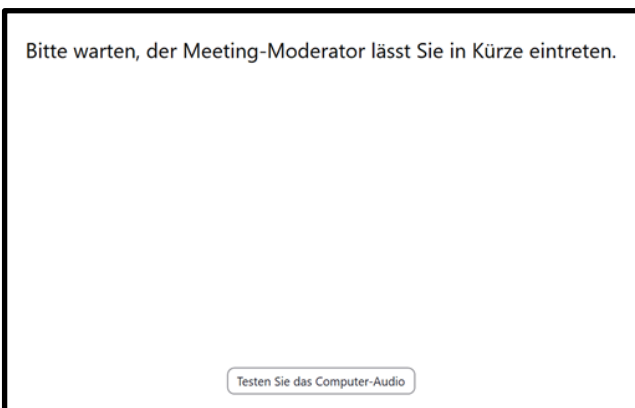 Bitte warten, der Meeting-Moderator lässt Sie in Kürze eintreten.
Testen Sie das Computer-Audio